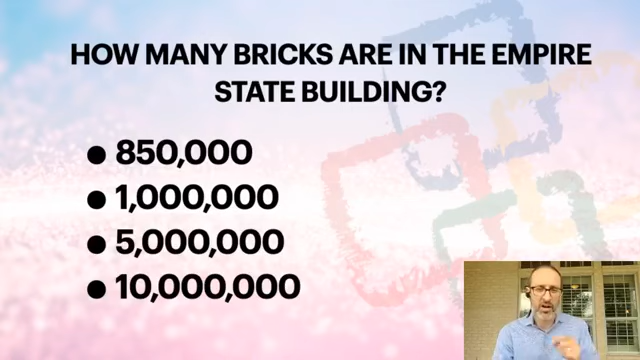 HOW MANY BRICKS ARE IN THE EMPIRE
STATE BUILDING?
• 850,000
• 1,000,000
• 5,000,000
• 10,000,000